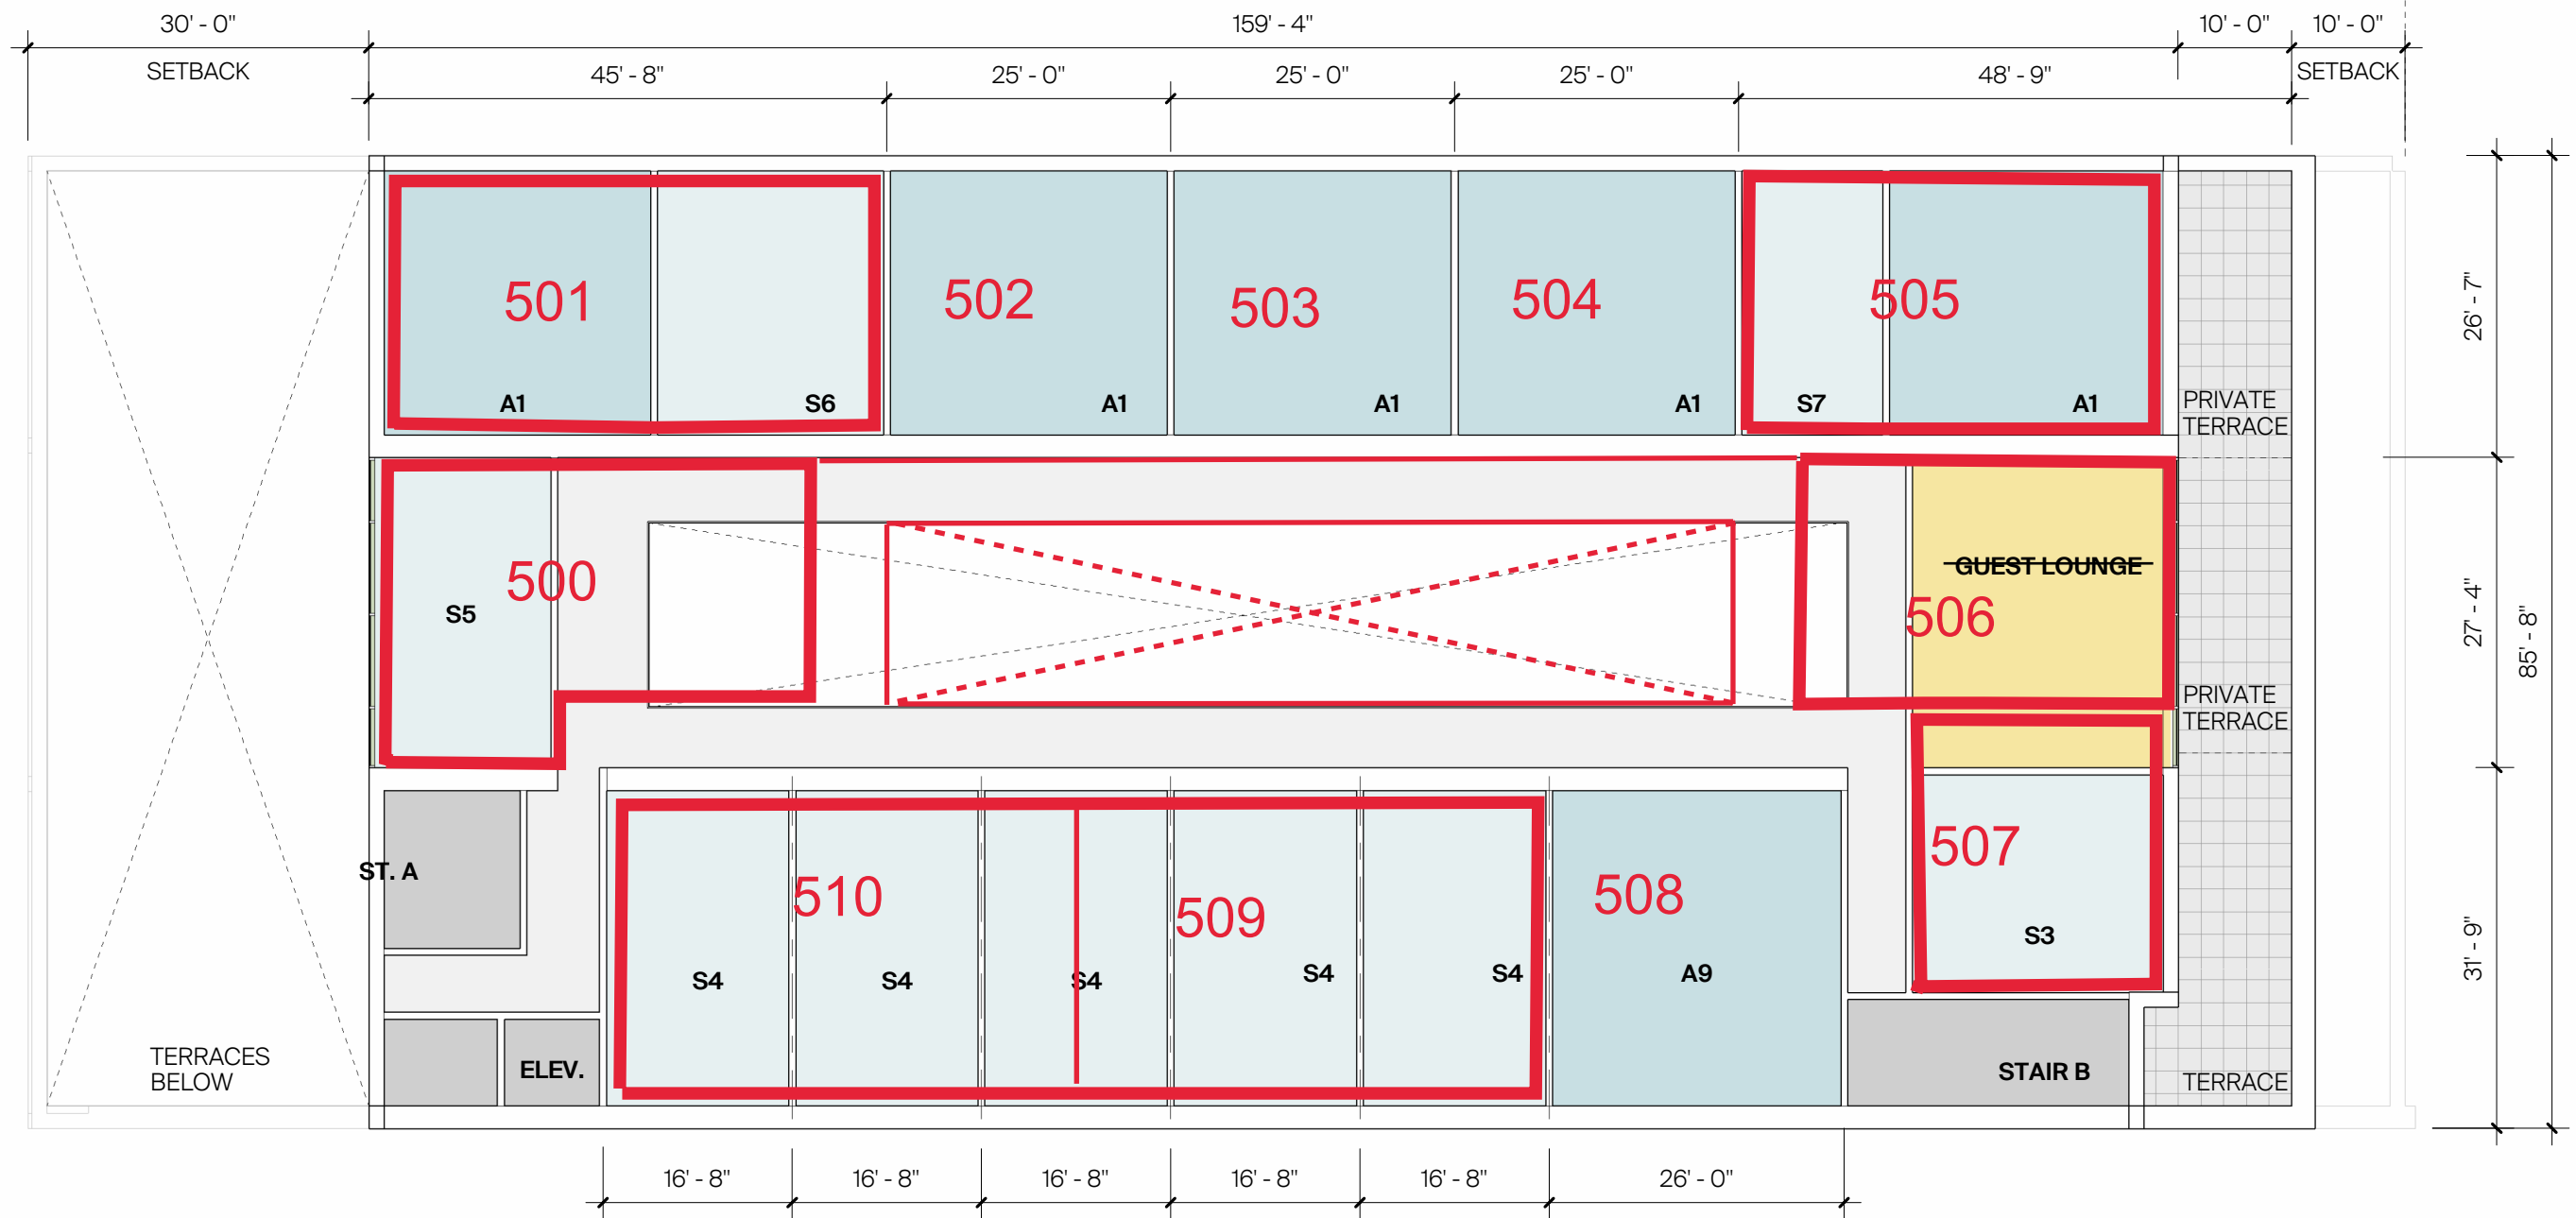 30' - 0"
159' - 4"
10' - 0"
10' - 0"
SETBACK
45' - 8"
25' - 0"
25' - 0"
25' - 0"
48' - 9"
SETBACK
501
502
503
504
505
A1
S6
A1
A1
A1
S7
A1
PRIVATE
TERRACE
26' - 7"
500
S5
GUEST LOUNGE
506
PRIVATE
TERRACE
27' - 4"
85' - 8"
ST. A
510
509
508
507
S4
S4
S4
S4
S4
A9
S3
31' - 9"
TERRACES
BELOW
ELEV.
STAIR B
TERRACE
16' - 8"
16' - 8"
16' - 8"
16' - 8"
16' - 8"
26' - 0"